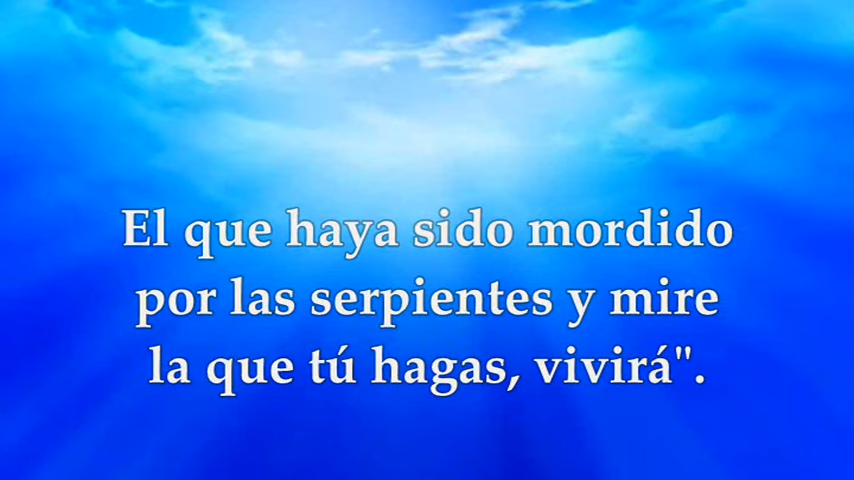 El que haya sido mordido
por las serpientes y mire
la que tú hagas, vivirá".